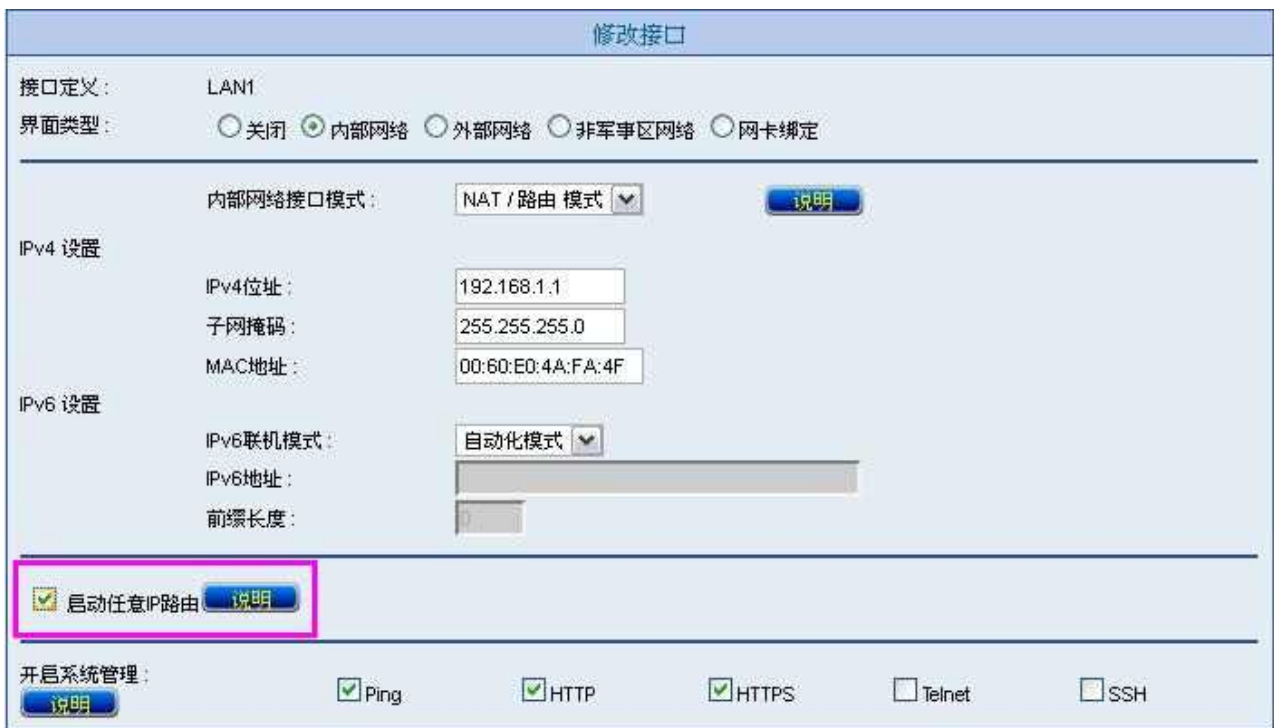 修改接口
接口定义: LAN1
界面类型: 关闭 内部网络 外部网络 非军事区网络 网卡绑定
内部网络接口模式: NAT / 路由 模式 说明
IPv4 设置
IPv4位址: 192.168.1.1
子网掩码: 255.255.255.0
MAC地址: 00:60:E0:4A:FA:4F
IPv6 设置
IPv6联机模式: 自动化模式
IPv6地址:
前缀长度: 0
启动任意IP路由 说明
开启系统管理: Ping HTTP HTTPS Telnet SSH
说明